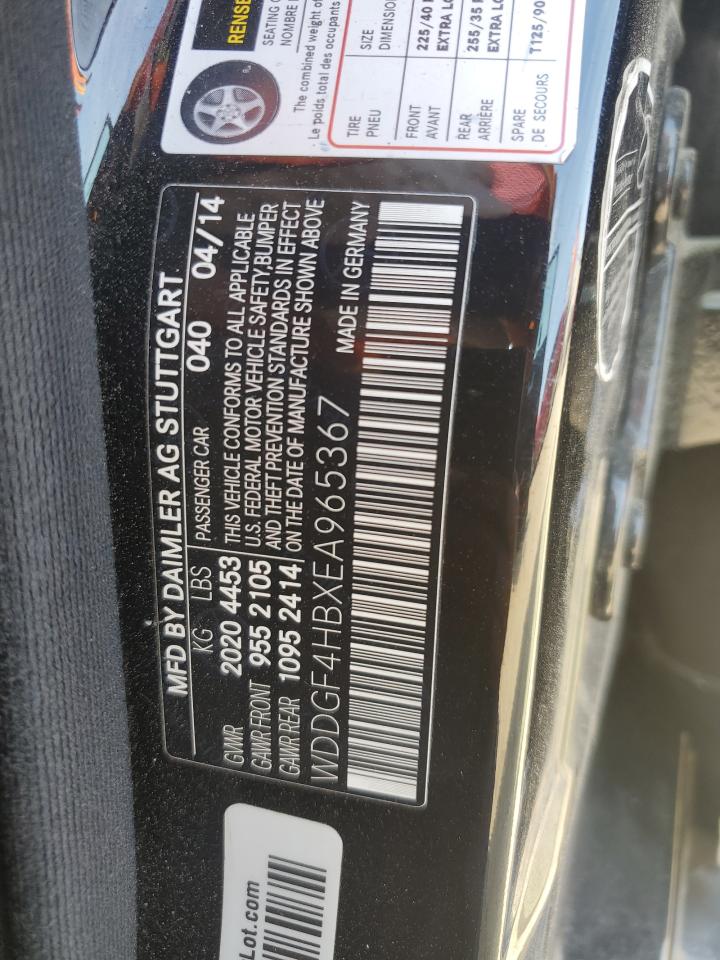 MFD BY DAIMLER AG STUTTGART
KG LBS PASSENGER CAR 040 04/14
GVWR 2020 4453 THIS VEHICLE CONFORMS TO ALL APPLICABLE
GAWR FRONT 955 2105 U.S. FEDERAL MOTOR VEHICLE SAFETY,BUMPER
GAWR REAR 1095 2414 AND THEFT PREVENTION STANDARDS IN EFFECT
ON THE DATE OF MANUFACTURE SHOWN ABOVE
WDDGF4HBXEA965367 MADE IN GERMANY
SEATING
NOMBRE
The combined weight of
Le poids total des occupants
TIRE SIZE
PNEU DIMENSION
FRONT 225/40
AVANT EXTRA
REAR 255/35
ARRIÈRE EXTRA
SPARE T125/90
DE SECOURS
Lot.com